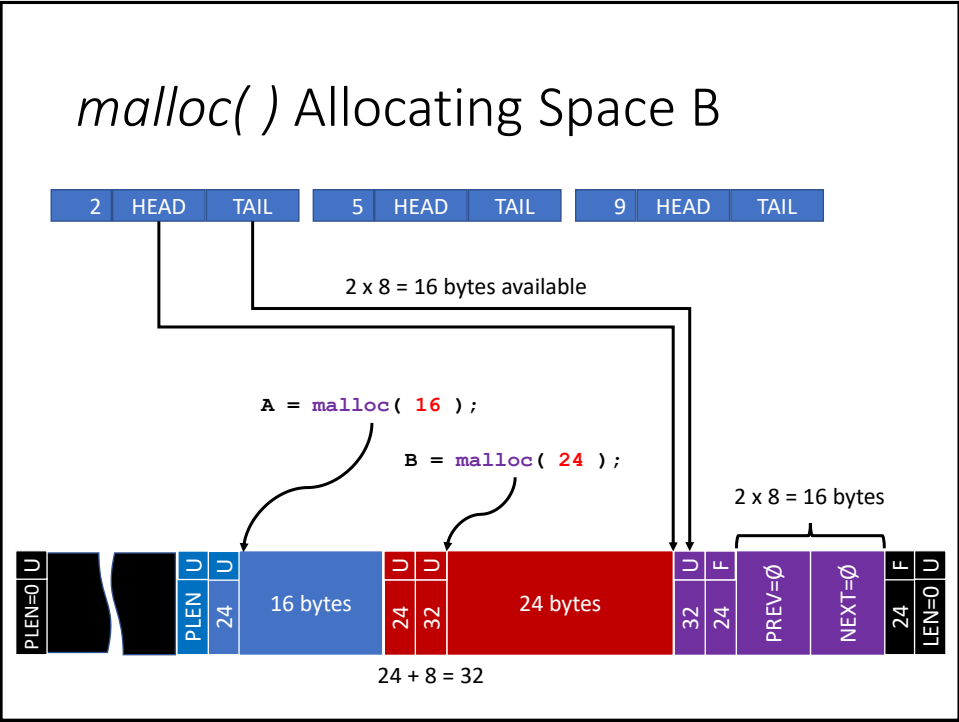 malloc( ) Allocating Space B
2 HEAD TAIL 5 HEAD TAIL 9 HEAD TAIL
2 x 8 = 16 bytes available
A = malloc( 16 );
B = malloc( 24 );
2 x 8 = 16 bytes
PLEN=0 U PLEN U 24 U 16 bytes 24 U 32 U 24 bytes 32 U 24 F PREV=Ø NEXT=Ø 24 F LEN=0 U
24 + 8 = 32